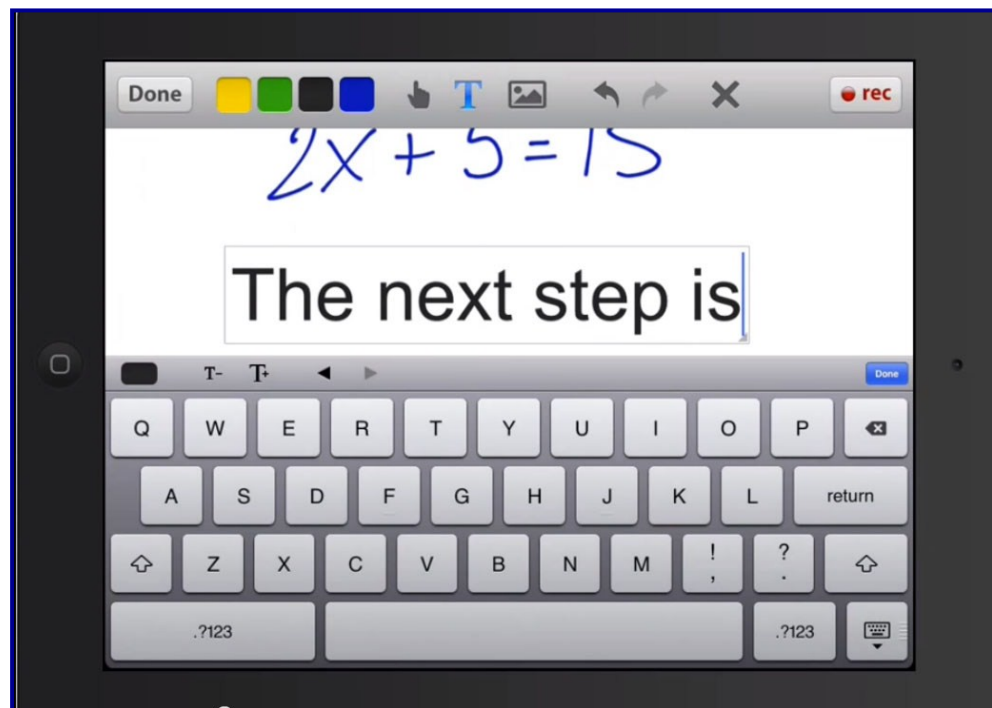 Done T rec
2x + 5 = 15
The next step is
T- T+ Done
Q W E R T Y U I O P
A S D F G H J K L return
Z X C V B N M ! , ? .
.?123 .?123